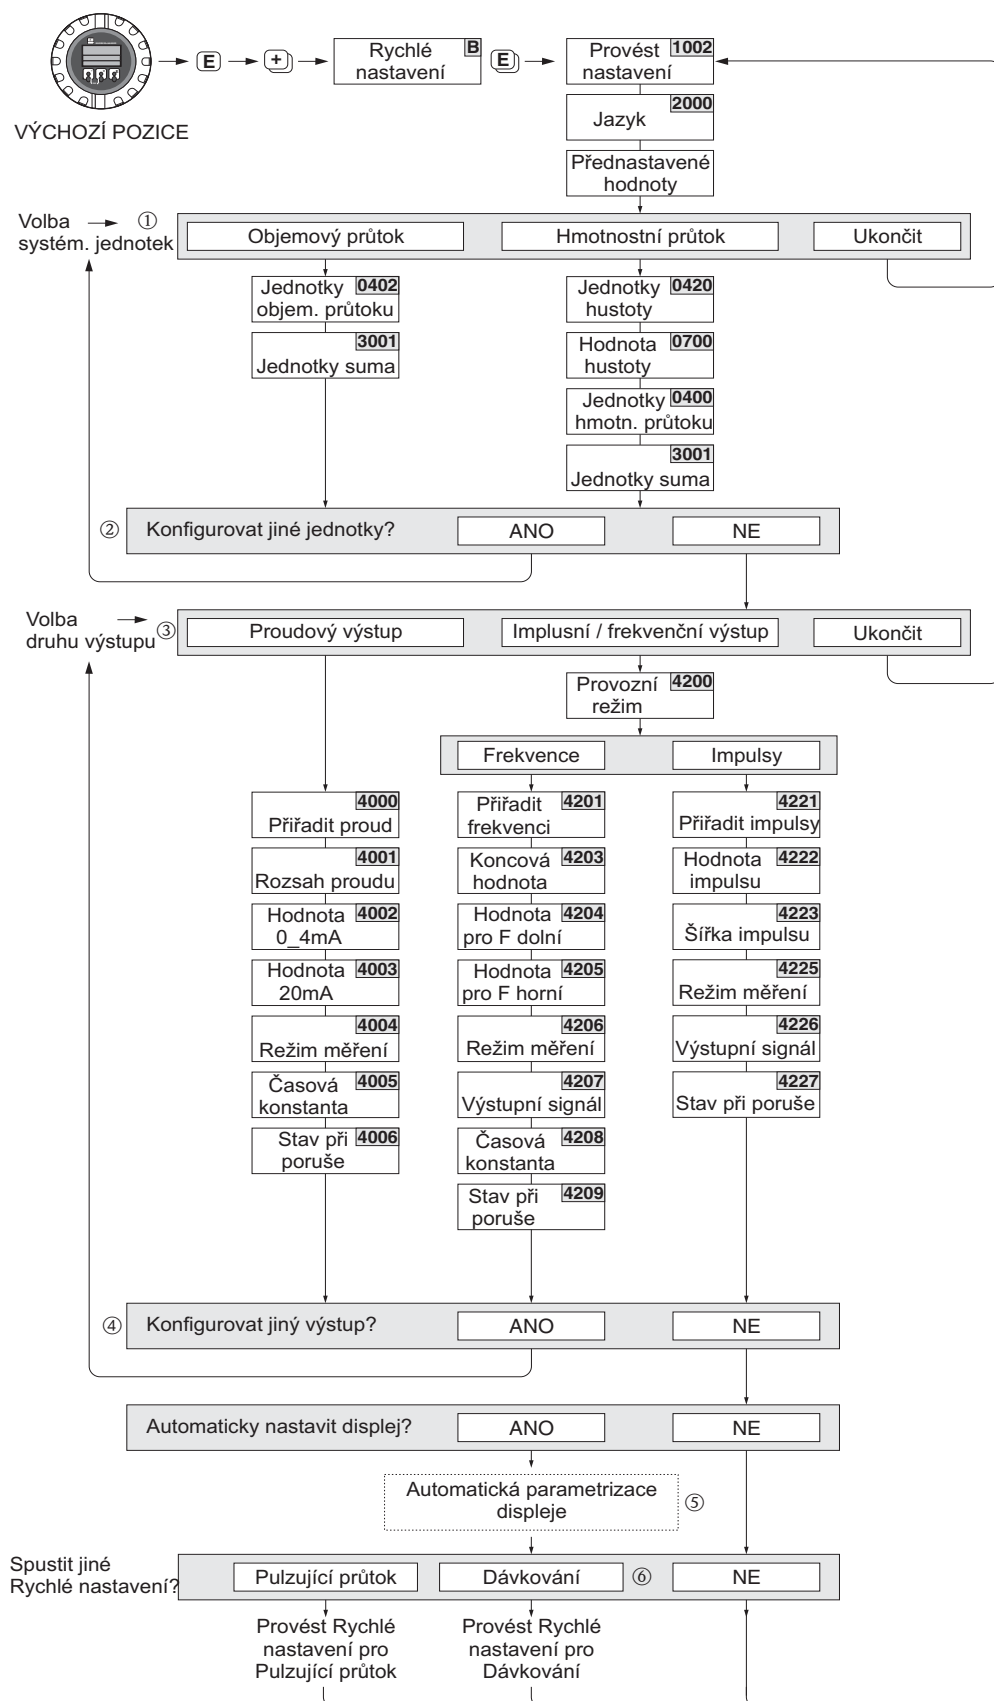 VÝCHOZÍ POZICE
E
+
Rychlé
nastavení
B
E
Provést
nastavení
1002
2000
Jazyk
Přednastavené
hodnoty
Volba
systém. jednotek
①
Objemový průtok
Hmotnostní průtok
Ukončit
Jednotky
objem. průtoku
0402
3001
Jednotky suma
Jednotky
hustoty
0420
Hodnota
hustoty
0700
Jednotky
hmotn. průtoku
0400
3001
Jednotky suma
②
Konfigurovat jiné jednotky?
ANO
NE
Volba
druhu výstupu
③
Proudový výstup
Implusní / frekvenční výstup
Ukončit
Provozní
režim
4200
Frekvence
Impulsy
4000
Přiřadit proud
4001
Rozsah proudu
Hodnota
0_4mA
4002
Hodnota
20mA
4003
4004
Režim měření
Časová
konstanta
4005
Stav při
poruše
4006
Přiřadit
frekvenci
4201
Koncová
hodnota
4203
Hodnota
pro F dolní
4204
Hodnota
pro F horní
4205
4206
Režim měření
4207
Výstupní signál
Časová
konstanta
4208
Stav při
poruše
4209
4221
Přiřadit impulsy
Hodnota
impulsu
4222
4223
Šířka impulsu
4225
Režim měření
4226
Výstupní signál
4227
Stav při poruše
④
Konfigurovat jiný výstup?
ANO
NE
Automaticky nastavit displej?
ANO
NE
Automatická parametrizace
displeje
⑤
Spustit jiné
Rychlé nastavení?
Pulzující průtok
Dávkování
⑥
NE
Provést Rychlé
nastavení pro
Pulzující průtok
Provést Rychlé
nastavení pro
Dávkování